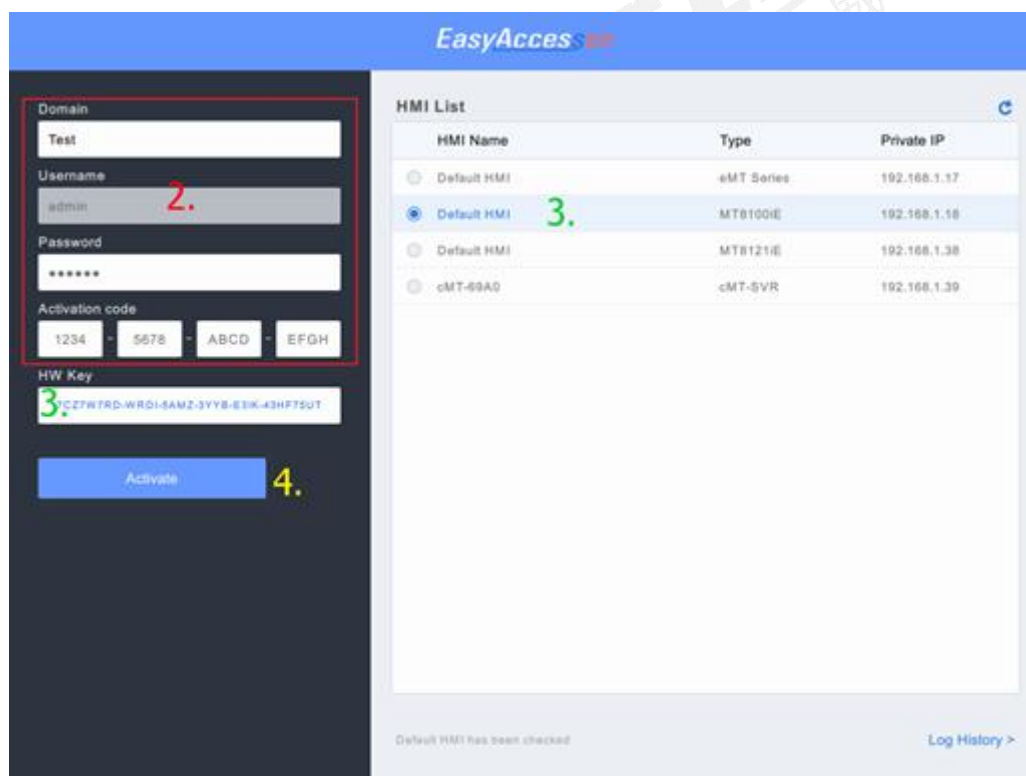 EasyAccess
Domain
Test
Username
admin
2.
Password
******
Activation code
1234 - 5678 - ABCD - EFGH
HW Key
3.
Activate
4.
HMI List
HMI Name Type Private IP
Default HMI eMT Series 192.168.1.17
Default HMI 3. MT8100iE 192.168.1.18
Default HMI MT8121iE 192.168.1.38
cMT-69A0 cMT-SVR 192.168.1.39
Default HMI has been checked
Log History >